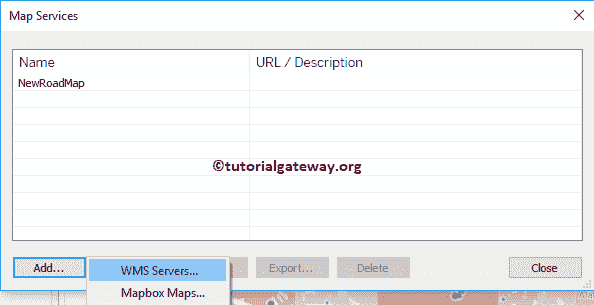 Map Services
Name URL / Description
NewRoadMap
©tutorialgateway.org
Add... Export... Delete Close
WMS Servers...
Mapbox Maps...